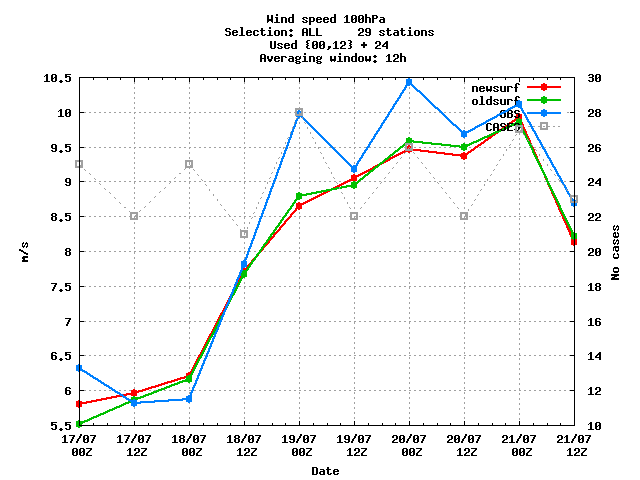 Wind speed 100hPa
Selection: ALL 29 stations
Used {00,12} + 24
Averaging window: 12h
newsurf
oldsurf
OBS
CASES
m/s
No cases
10.5
10
9.5
9
8.5
8
7.5
7
6.5
6
5.5
30
28
26
24
22
20
18
16
14
12
10
17/07 17/07 18/07 18/07 19/07 19/07 20/07 20/07 21/07 21/07
00Z 12Z 00Z 12Z 00Z 12Z 00Z 12Z 00Z 12Z
Date